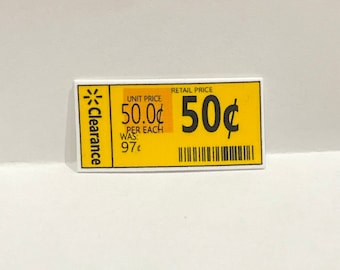 Clearance
UNIT PRICE
50.0¢
PER EACH
WAS
97¢
RETAIL PRICE
50¢